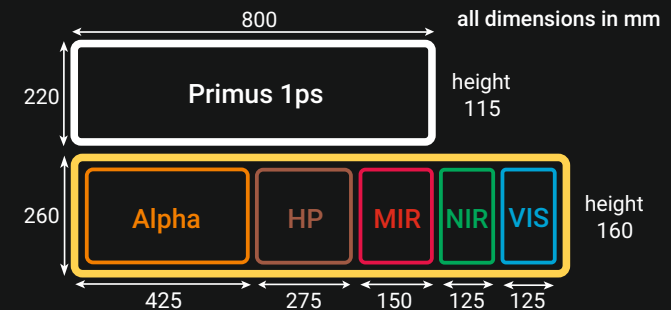 800
all dimensions in mm
220
Primus 1ps
height
115
260
Alpha
HP
MIR
NIR
VIS
height
160
425
275
150
125
125